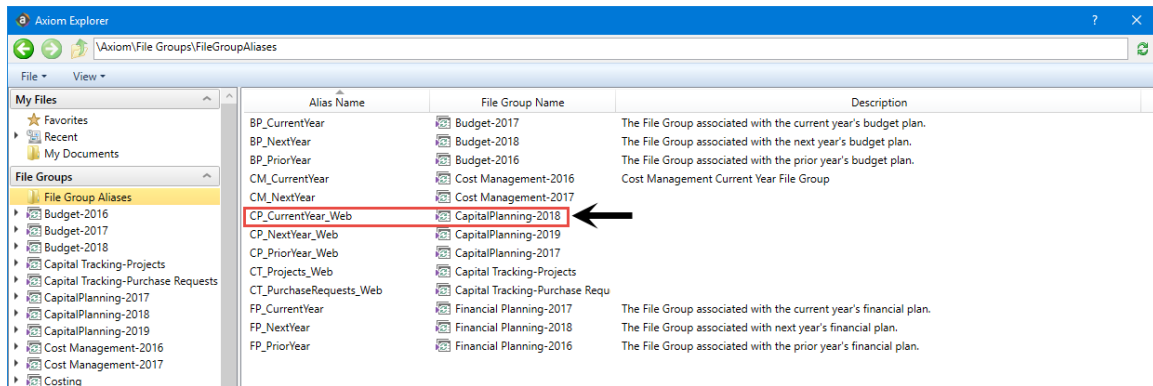 Axiom Explorer
\Axiom\File Groups\FileGroupAliases
File View
My Files
Favorites
Recent
My Documents
File Groups
File Group Aliases
Budget-2016
Budget-2017
Budget-2018
Capital Tracking-Projects
Capital Tracking-Purchase Requests
CapitalPlanning-2017
CapitalPlanning-2018
CapitalPlanning-2019
Cost Management-2016
Cost Management-2017
Costing
Alias Name File Group Name Description
BP_CurrentYear Budget-2017 The File Group associated with the current year's budget plan.
BP_NextYear Budget-2018 The File Group associated with the next year's budget plan.
BP_PriorYear Budget-2016 The File Group associated with the prior year's budget plan.
CM_CurrentYear Cost Management-2016 Cost Management Current Year File Group
CM_NextYear Cost Management-2017
CP_CurrentYear_Web CapitalPlanning-2018
CP_NextYear_Web CapitalPlanning-2019
CP_PriorYear_Web CapitalPlanning-2017
CT_Projects_Web Capital Tracking-Projects
CT_PurchaseRequests_Web Capital Tracking-Purchase Requ
FP_CurrentYear Financial Planning-2017 The File Group associated with the current year's financial plan.
FP_NextYear Financial Planning-2018 The File Group associated with next year's financial plan.
FP_PriorYear Financial Planning-2016 The File Group associated with the prior year's financial plan.